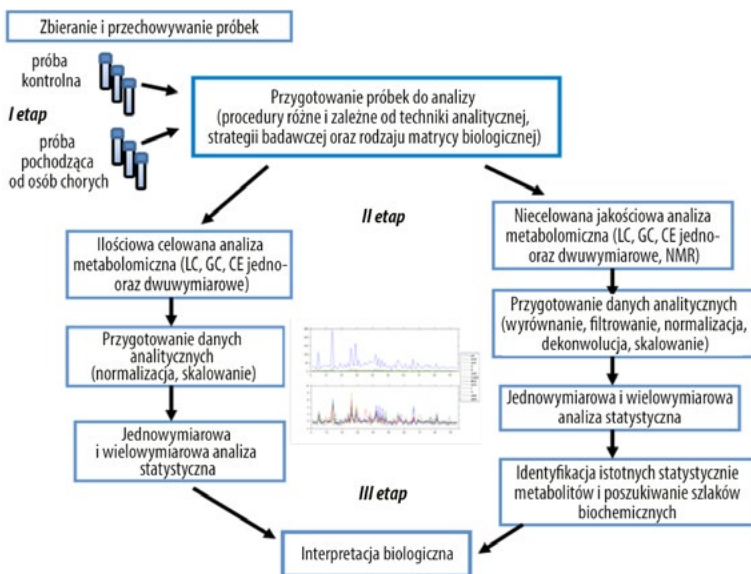 Zbieranie i przechowywanie próbek
próba
kontrolna
I etap
próba
pochodząca
od osób chorych
Przygotowanie próbek do analizy
(procedury różne i zależne od techniki analitycznej,
strategii badawczej oraz rodzaju matrycy biologicznej)
II etap
Ilościowa celowana analiza
metabolomiczna (LC, GC, CE jedno-
oraz dwuwymiarowe)
Przygotowanie danych
analitycznych
(normalizacja, skalowanie)
Jednowymiarowa
i wielowymiarowa analiza
statystyczna
Niecelowana jakościowa analiza
metabolomiczna (LC, GC, CE jedno-
oraz dwuwymiarowe, NMR)
Przygotowanie danych analitycznych
(wyrównanie, filtrowanie, normalizacja,
dekonwolucja, skalowanie)
Jednowymiarowa i wielowymiarowa
analiza statystyczna
Identyfikacja istotnych statystycznie
metabolitów i poszukiwanie szlaków
biochemicznych
III etap
Interpretacja biologiczna